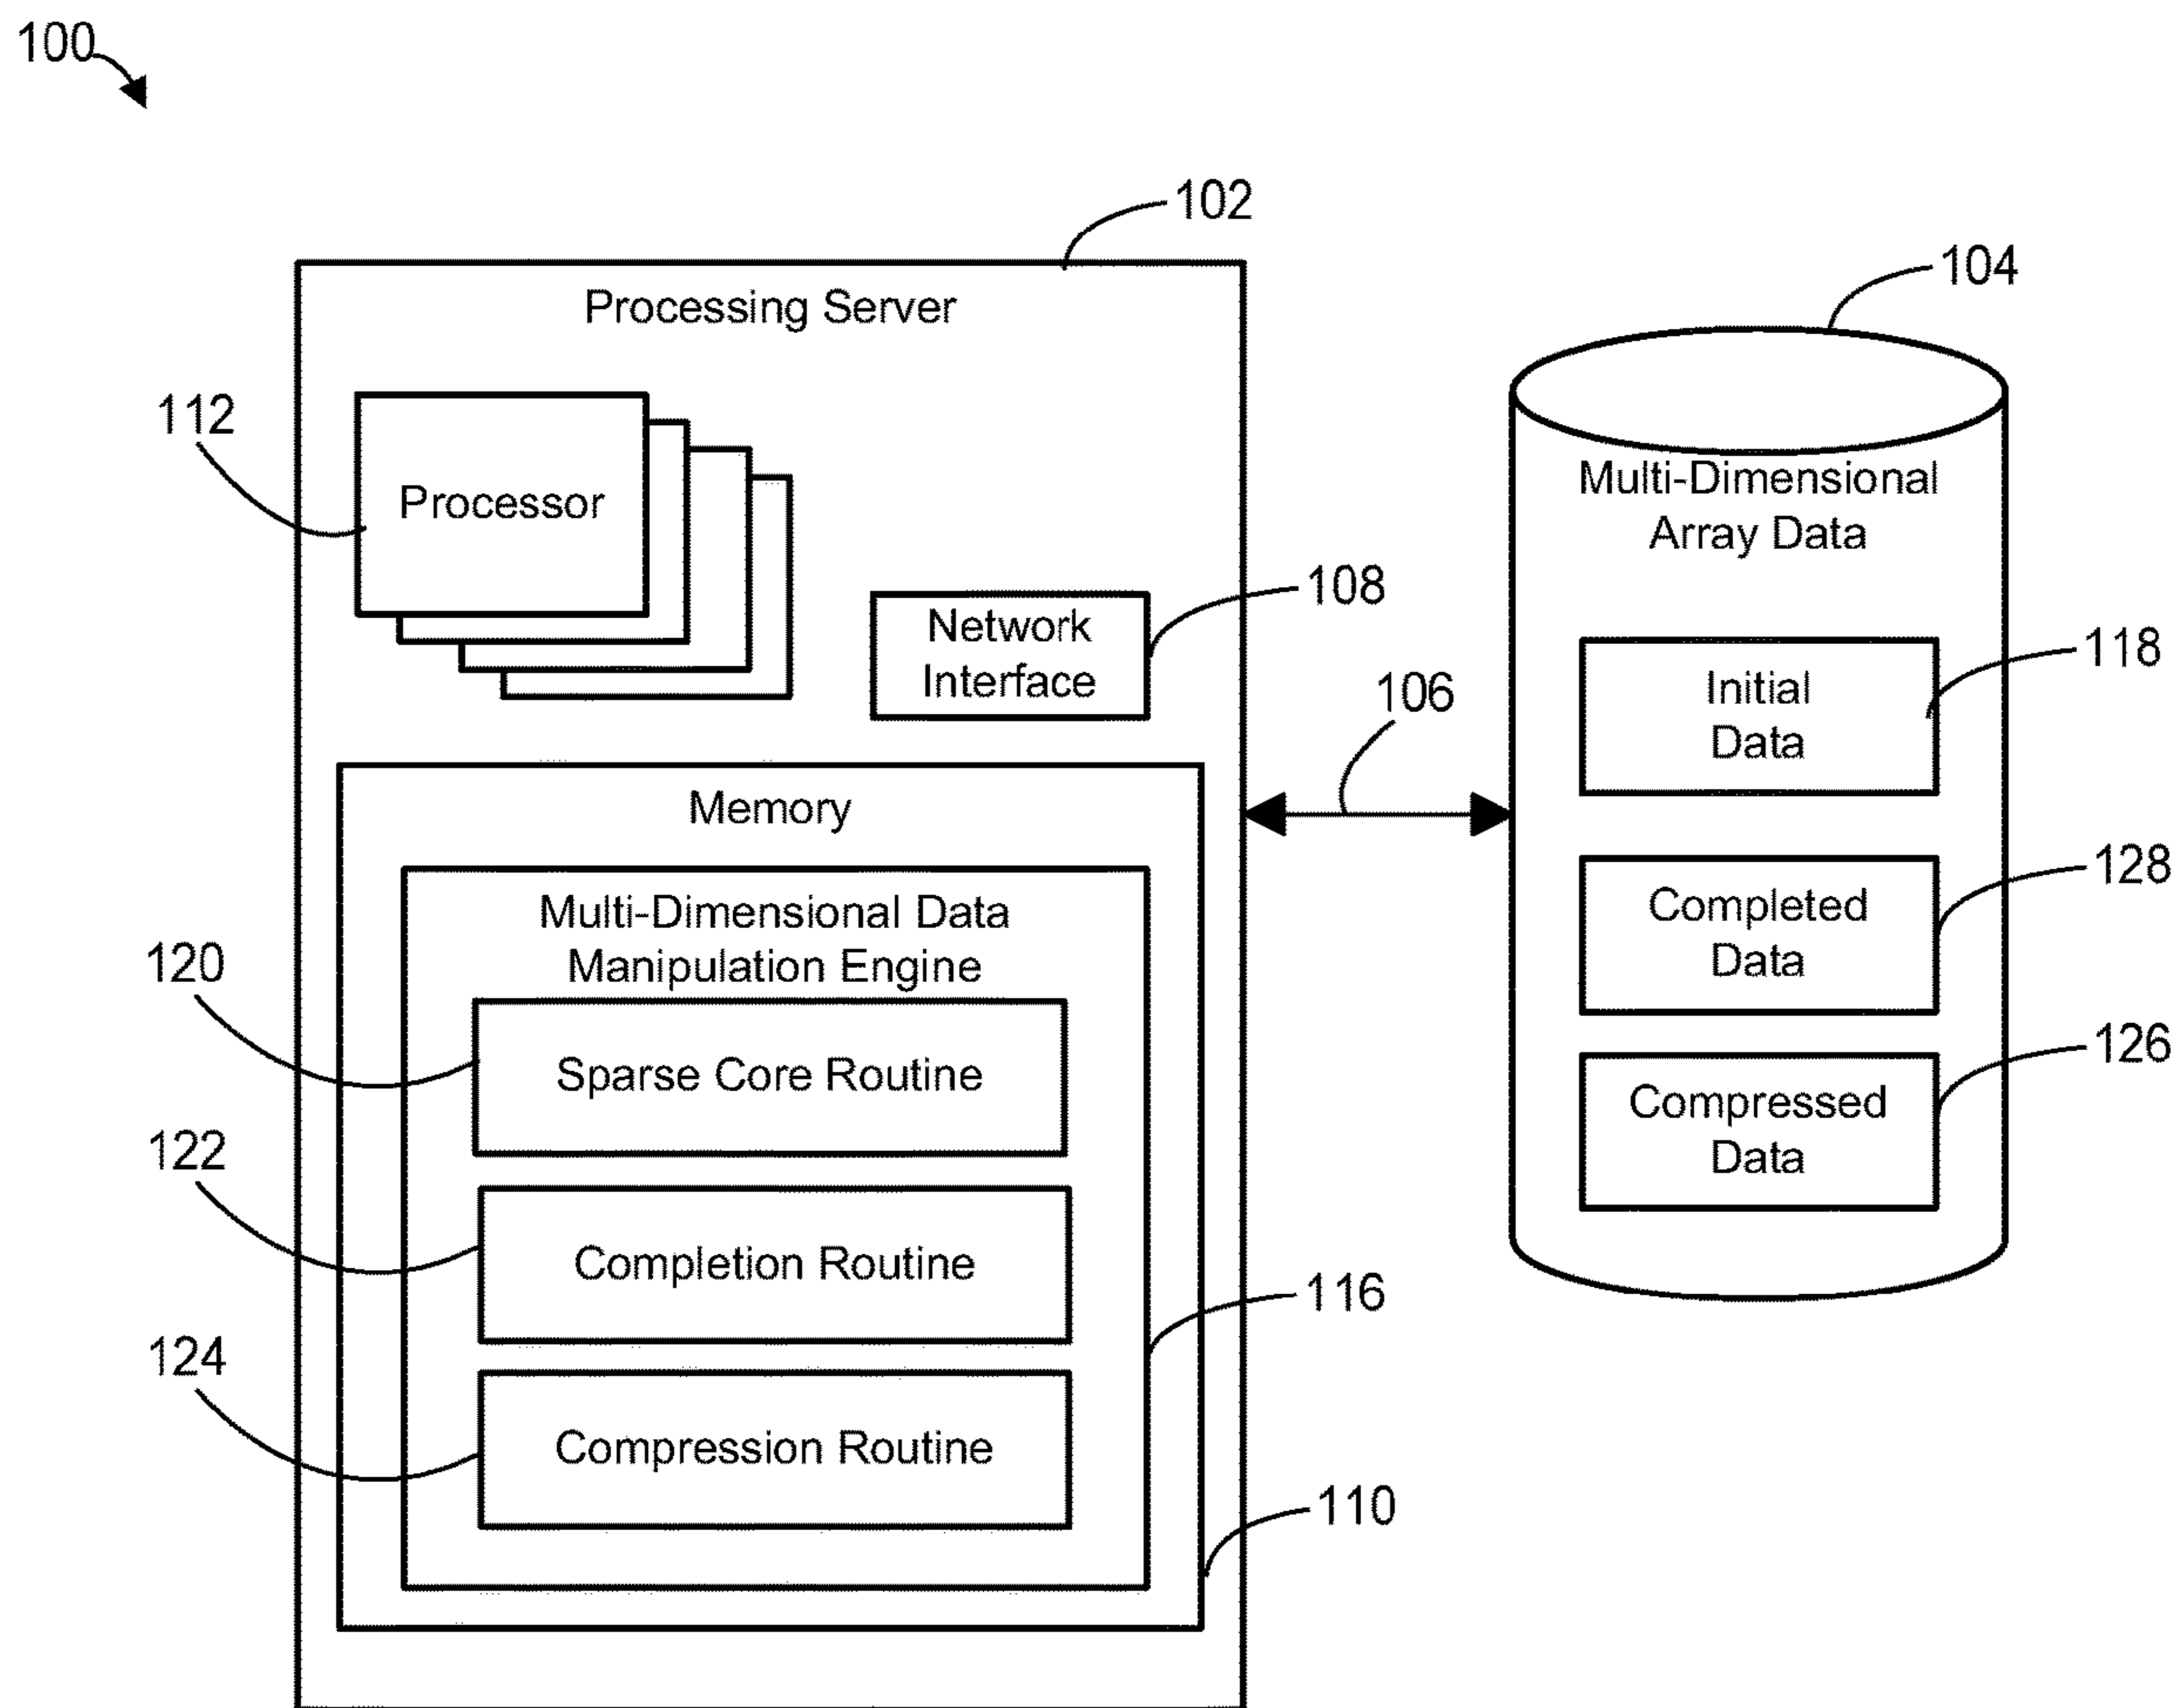 100
102
Processing Server
104
112
Processor
Multi-Dimensional
Array Data
108
Network
Interface
118
Initial
Data
106
Memory
128
Completed
Data
Multi-Dimensional Data
Manipulation Engine
120
Sparse Core Routine
126
Compressed
Data
122
Completion Routine
116
124
Compression Routine
110